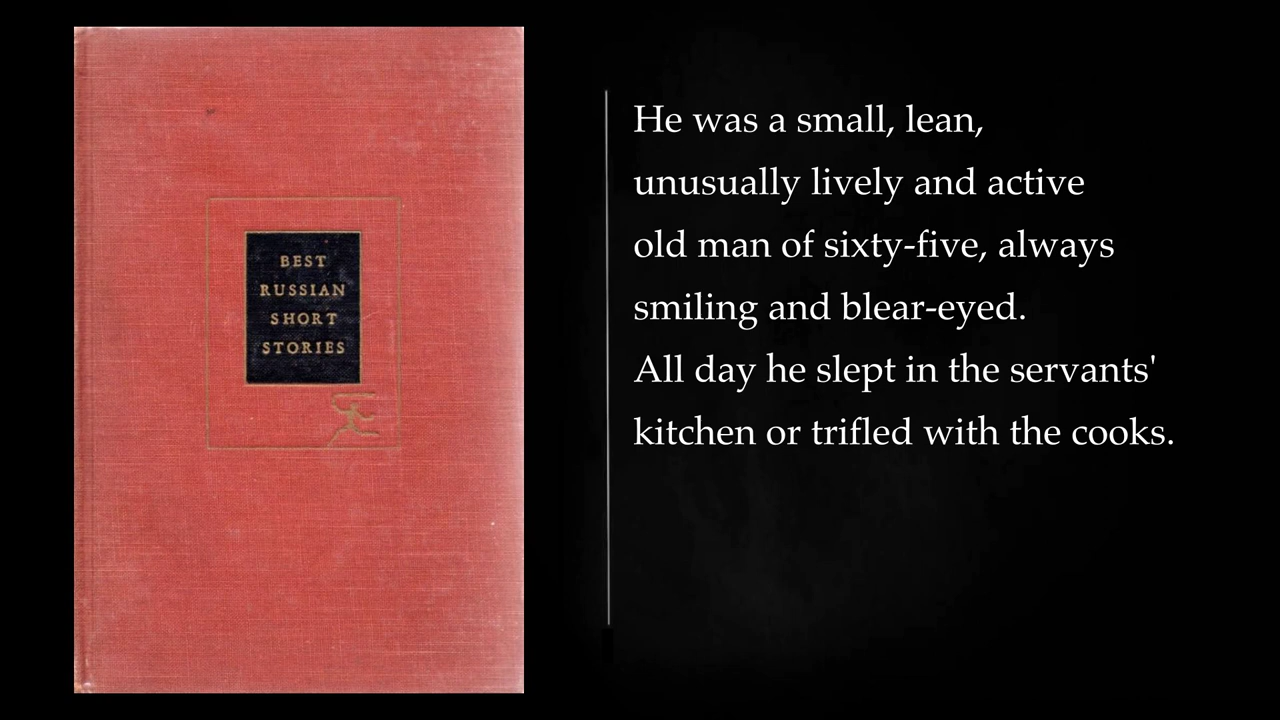 BEST
RUSSIAN
SHORT
STORIES
He was a small, lean,
unusually lively and active
old man of sixty-five, always
smiling and blear-eyed.
All day he slept in the servants'
kitchen or trifled with the cooks.